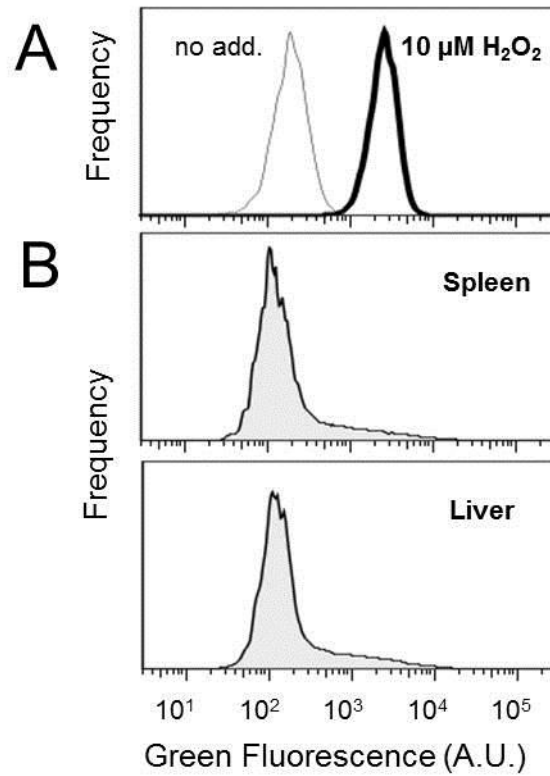 A
no add.
10 µM H₂O₂
Frequency
B
Spleen
Frequency
Liver
10¹ 10² 10³ 10⁴ 10⁵
Green Fluorescence (A.U.)